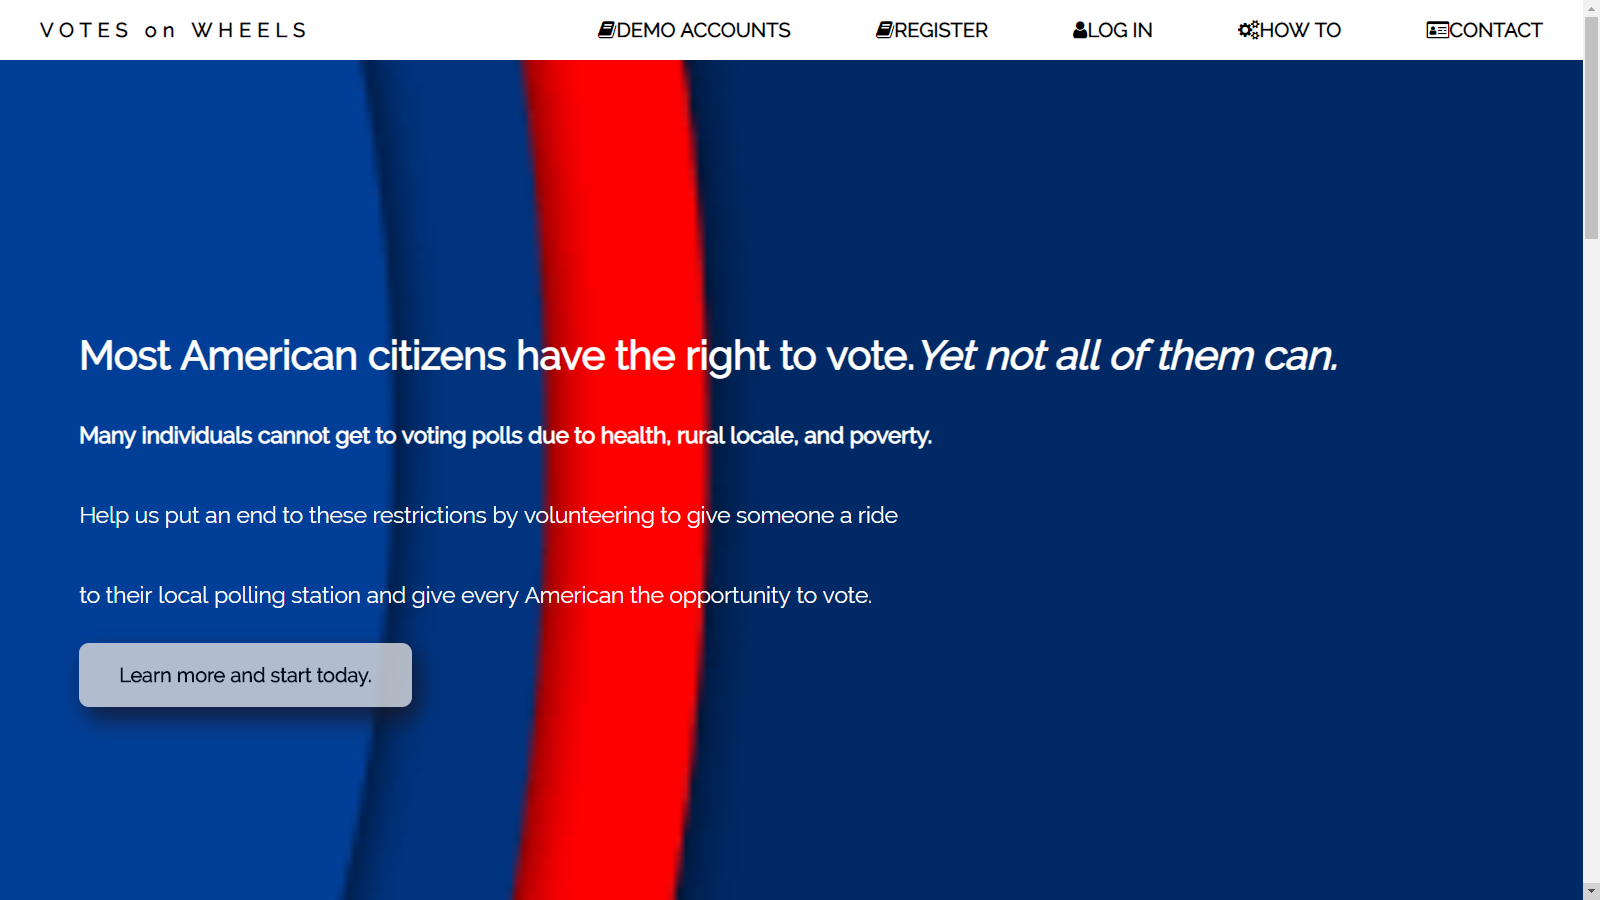 VOTES on WHEELS
DEMO ACCOUNTS
REGISTER
LOG IN
HOW TO
CONTACT
Most American citizens have the right to vote. Yet not all of them can.
Many individuals cannot get to voting polls due to health, rural locale, and poverty.
Help us put an end to these restrictions by volunteering to give someone a ride
to their local polling station and give every American the opportunity to vote.
Learn more and start today.